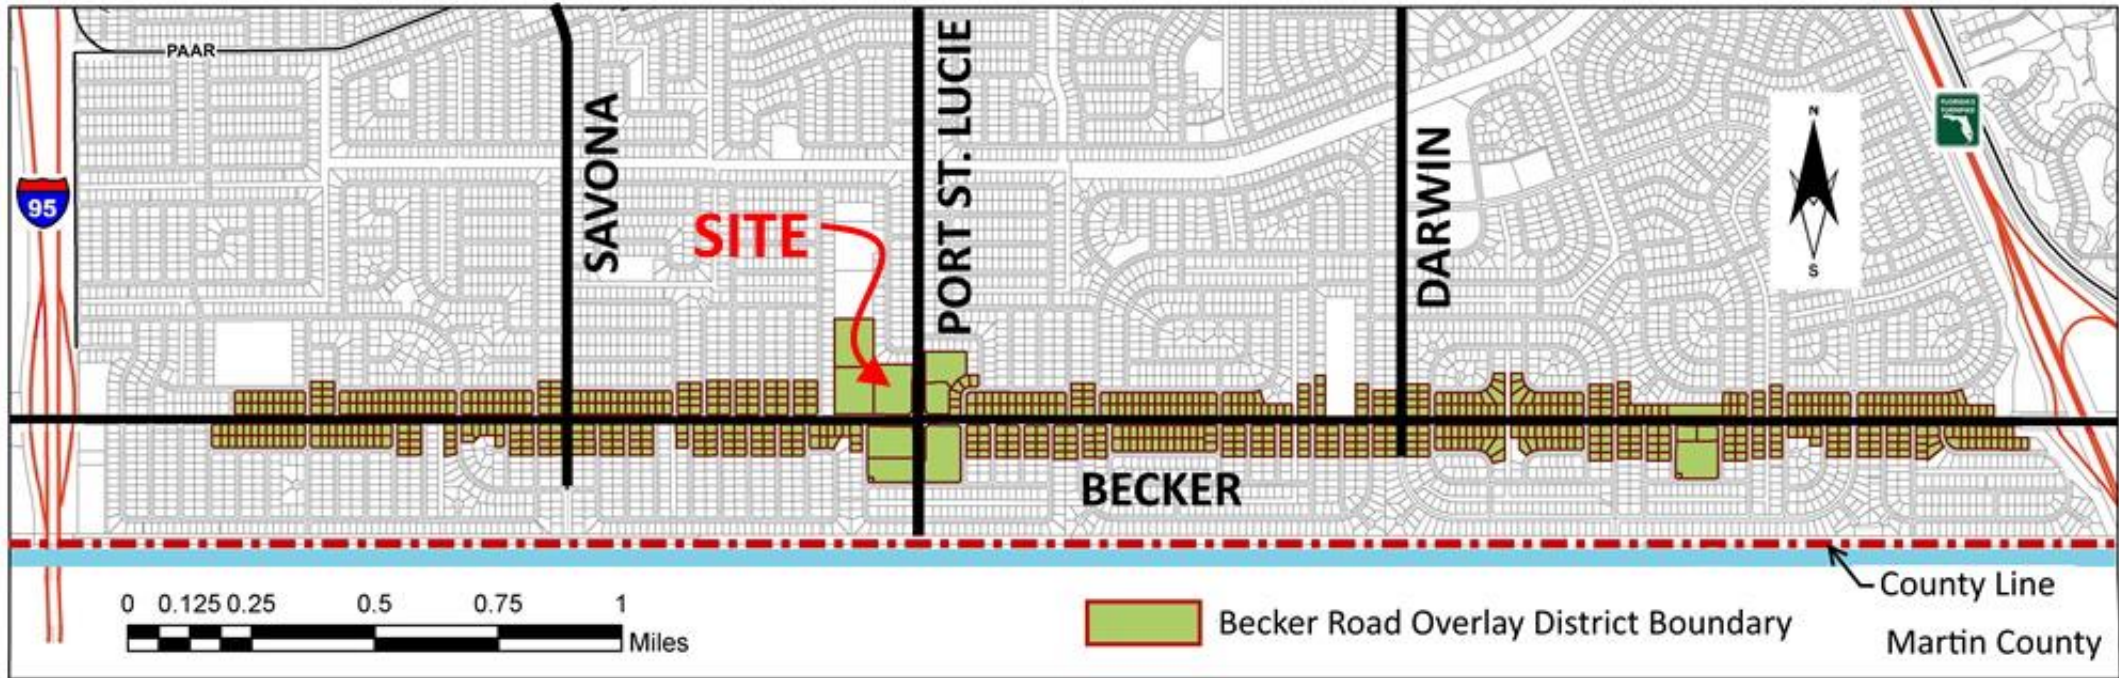 PAAR
95
SAVONA
SITE
PORT ST. LUCIE
DARWIN
N
S
BECKER
0 0.125 0.25 0.5 0.75 1
Miles
Becker Road Overlay District Boundary
County Line
Martin County